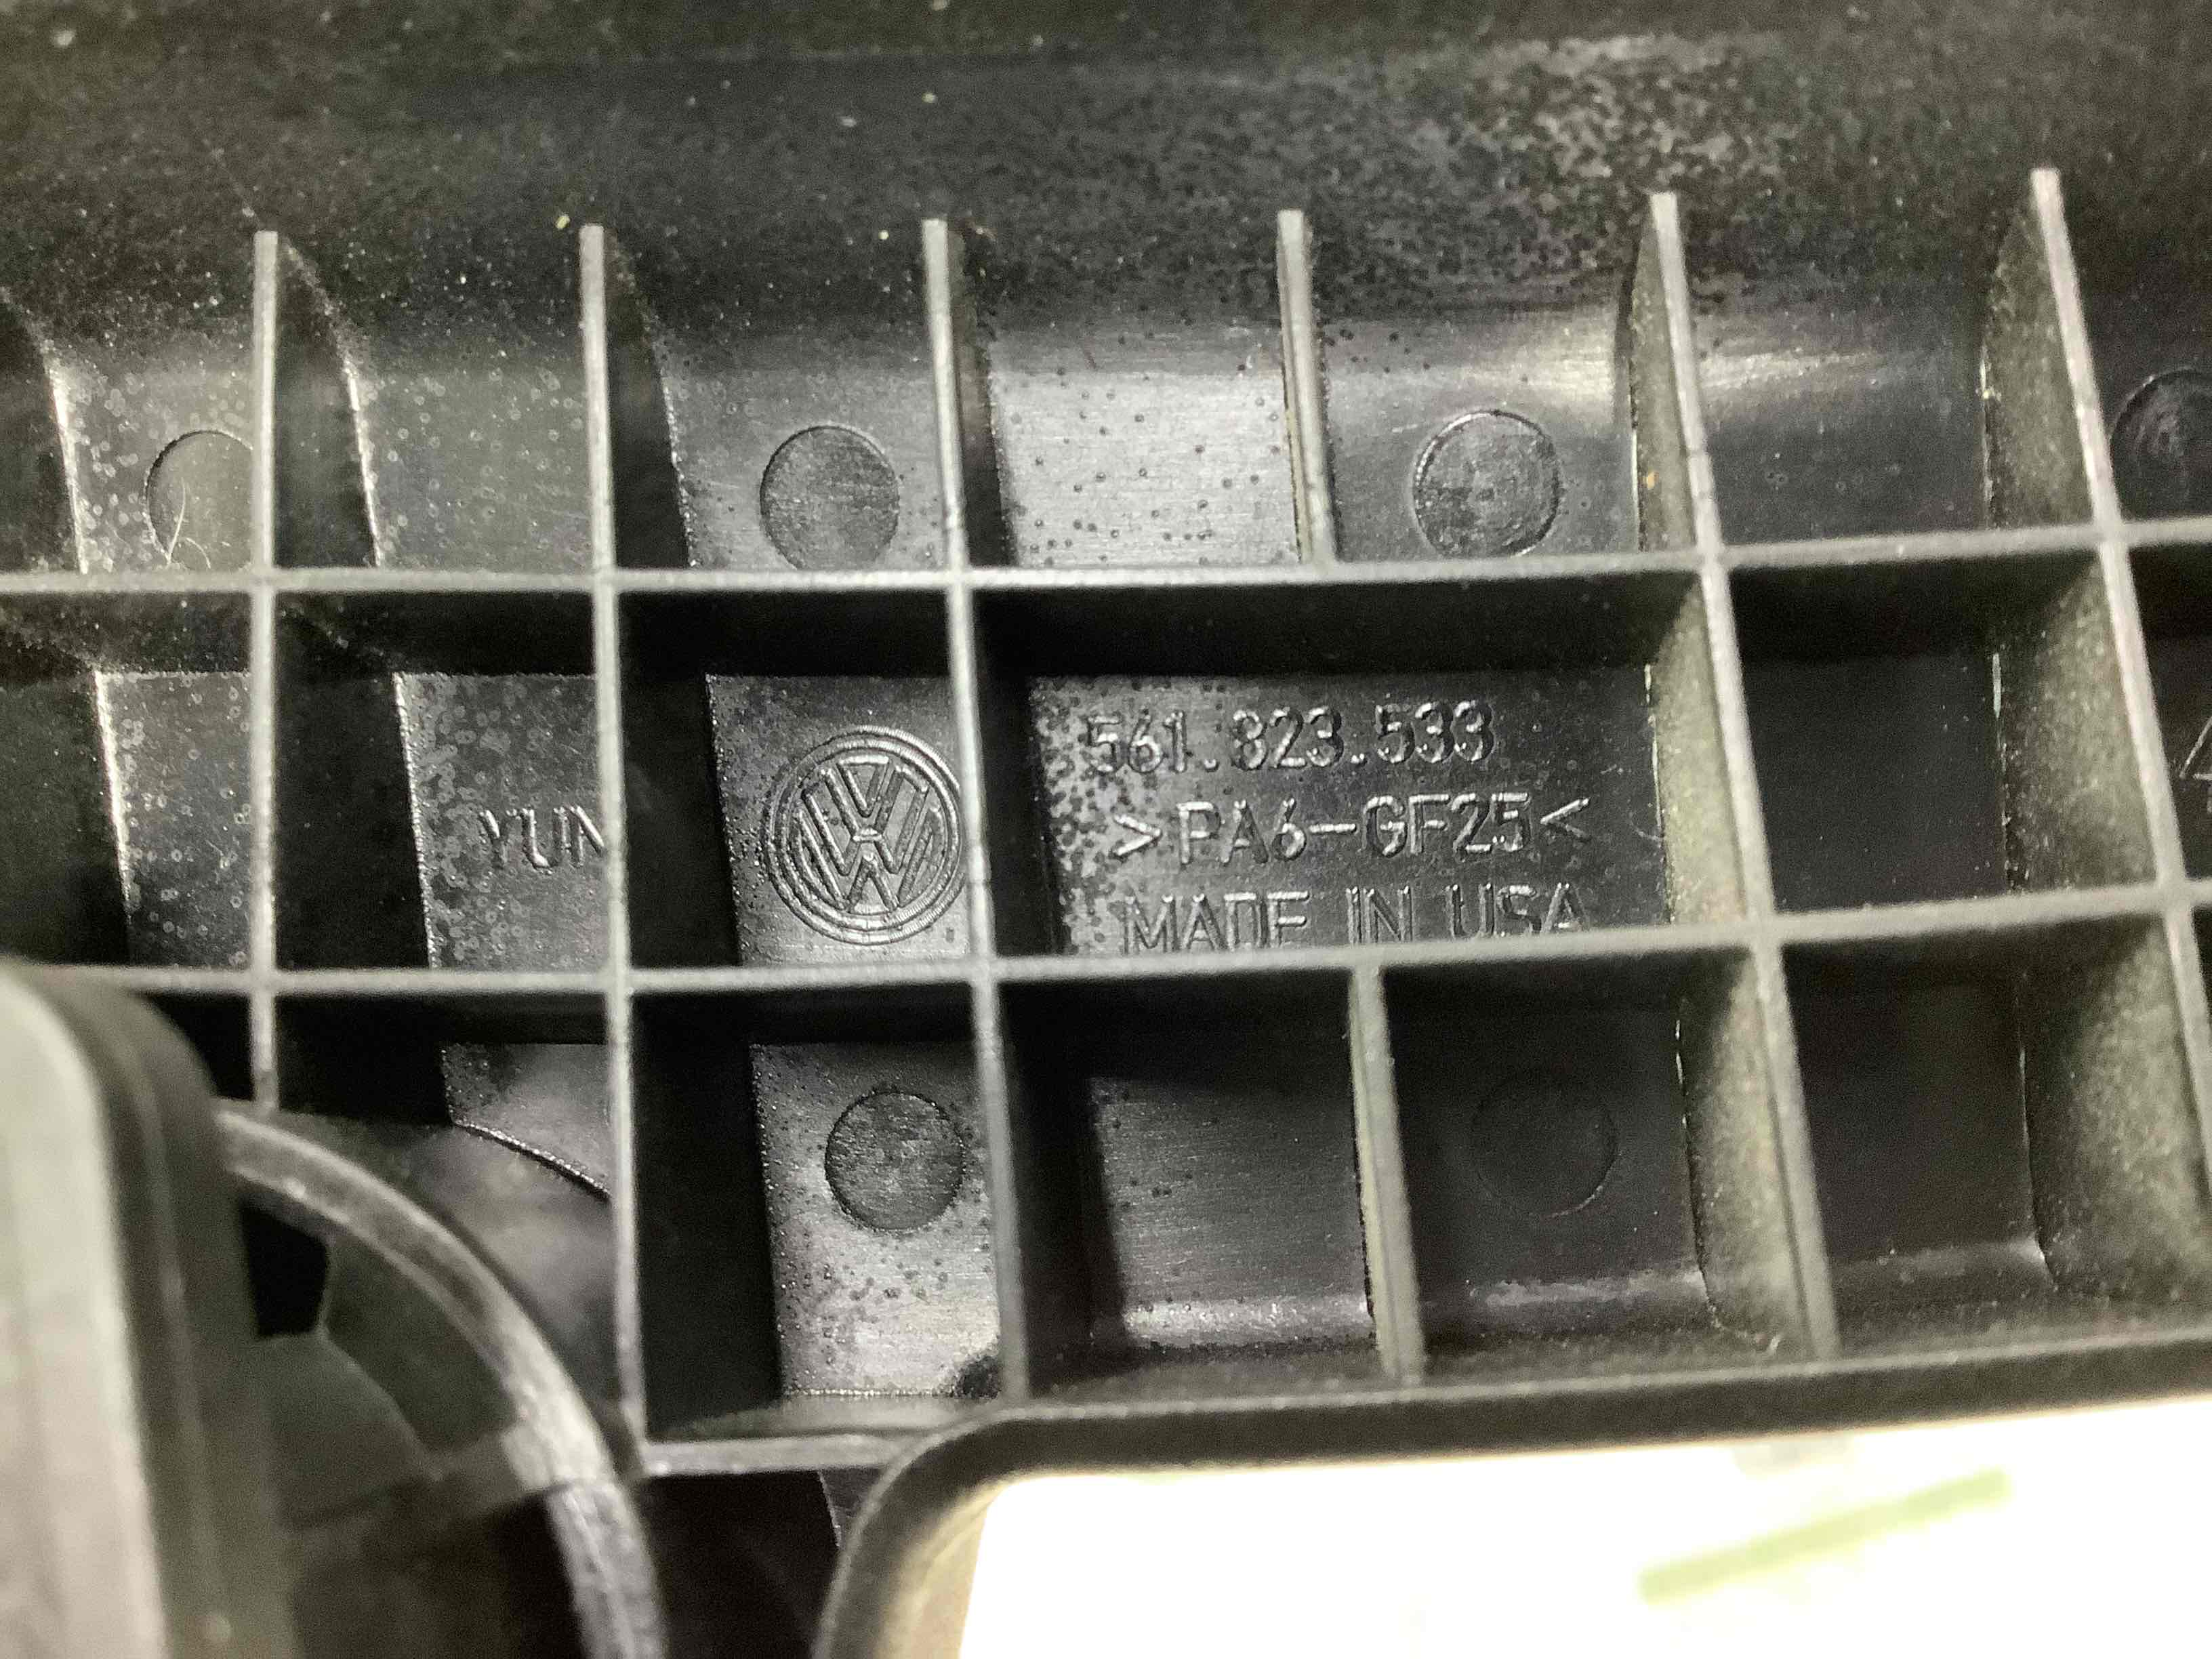 YUN
561.823.533
>PA6-GF25<
MADE IN USA